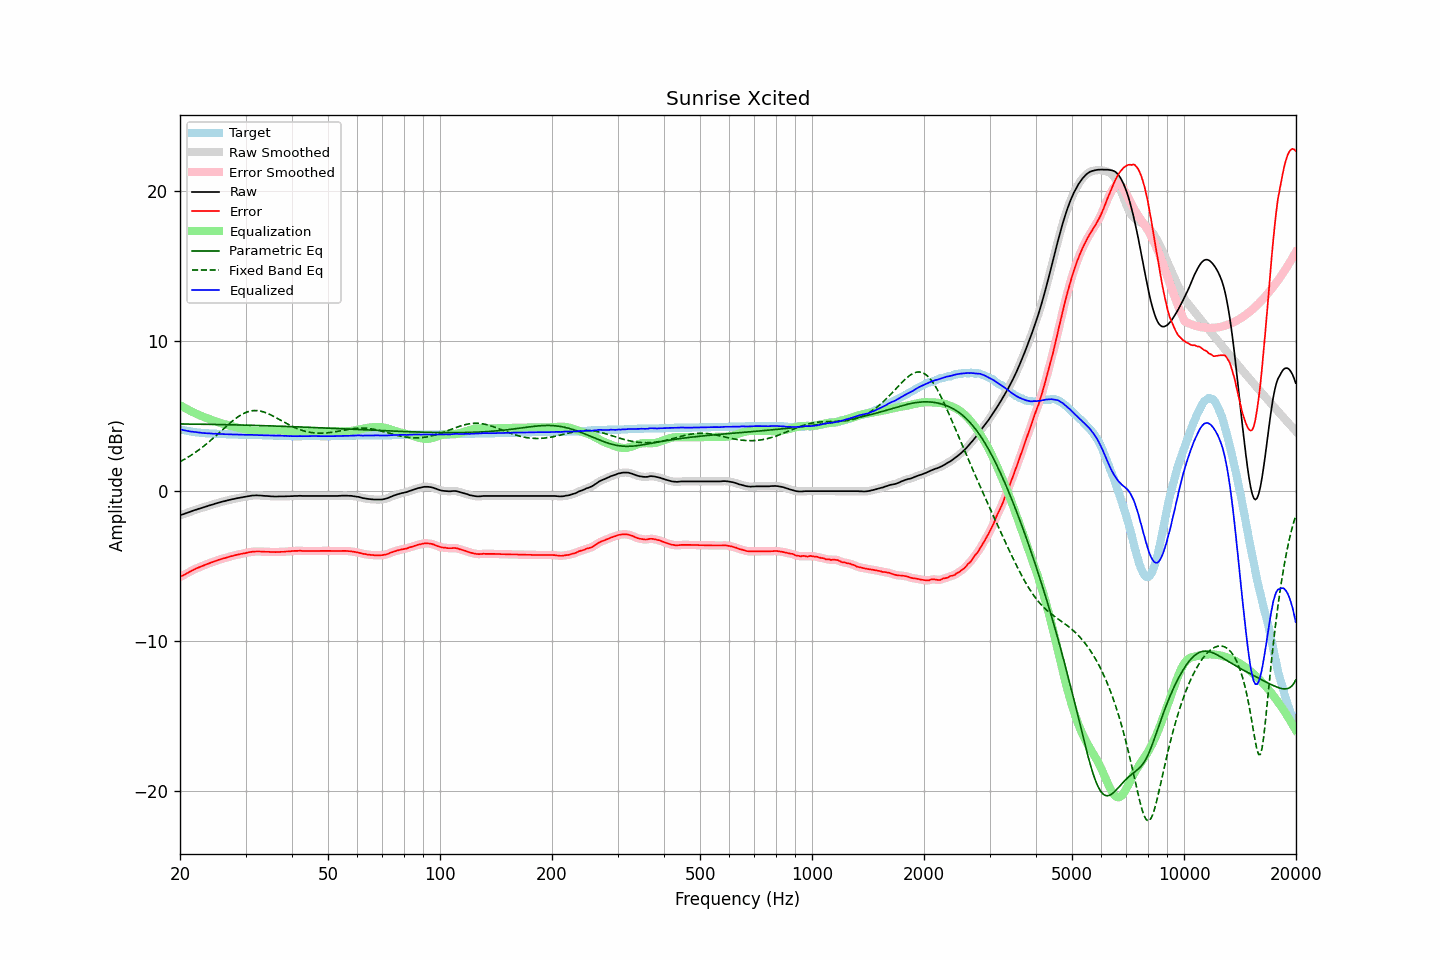 Sunrise Xcited
Target
Raw Smoothed
Error Smoothed
Raw
Error
Equalization
Parametric Eq
Fixed Band Eq
Equalized
Amplitude (dBr)
20
10
0
−10
−20
20 50 100 200 500 1000 2000 5000 10000 20000
Frequency (Hz)